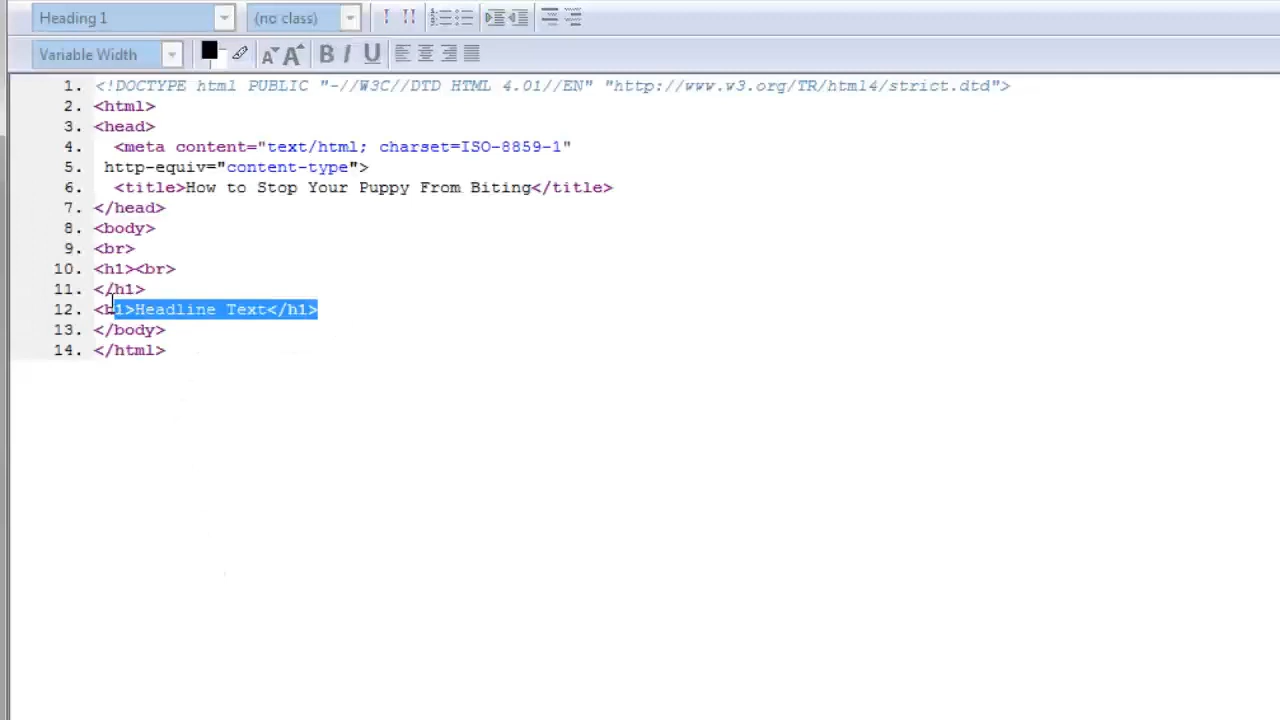 Heading 1 (no class) ! !!
Variable Width A A B I U
1. <!DOCTYPE html PUBLIC "-//W3C//DTD HTML 4.01//EN" "http://www.w3.org/TR/html4/strict.dtd">
2. <html>
3. <head>
4. <meta content="text/html; charset=ISO-8859-1"
5. http-equiv="content-type">
6. <title>How to Stop Your Puppy From Biting</title>
7. </head>
8. <body>
9. <br>
10. <h1><br>
11. </h1>
12. <h1>Headline Text</h1>
13. </body>
14. </html>